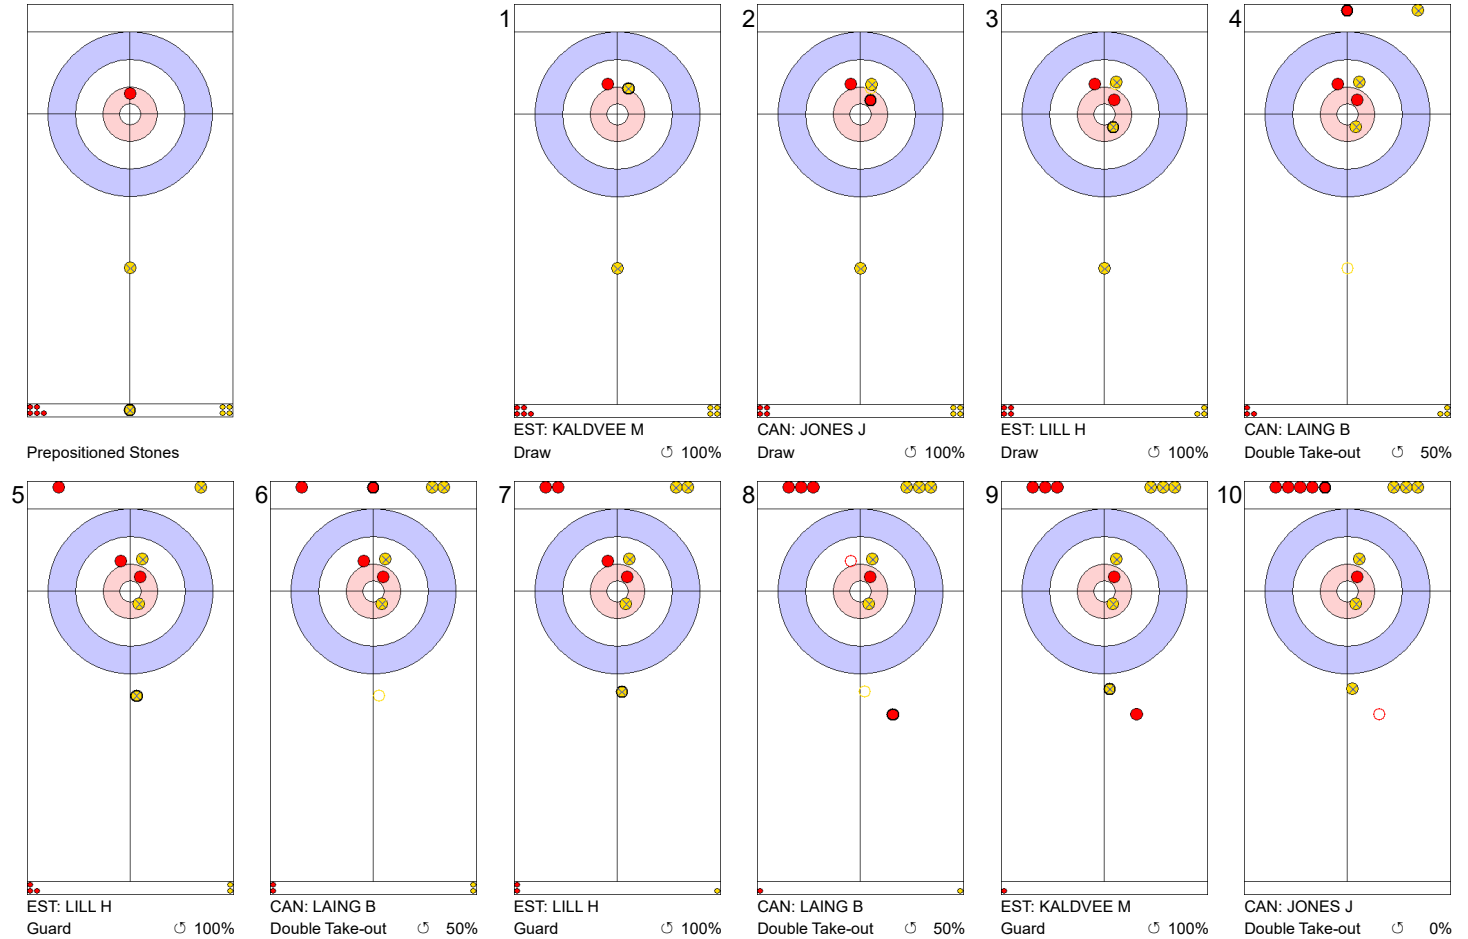 1
2
3
4
Prepositioned Stones
EST: KALDVEE M
Draw ↺ 100%
CAN: JONES J
Draw ↺ 100%
EST: LILL H
Draw ↺ 100%
CAN: LAING B
Double Take-out ↺ 50%
5
6
7
8
9
10
EST: LILL H
Guard ↺ 100%
CAN: LAING B
Double Take-out ↺ 50%
EST: LILL H
Guard ↺ 100%
CAN: LAING B
Double Take-out ↺ 50%
EST: KALDVEE M
Guard ↺ 100%
CAN: JONES J
Double Take-out ↺ 0%